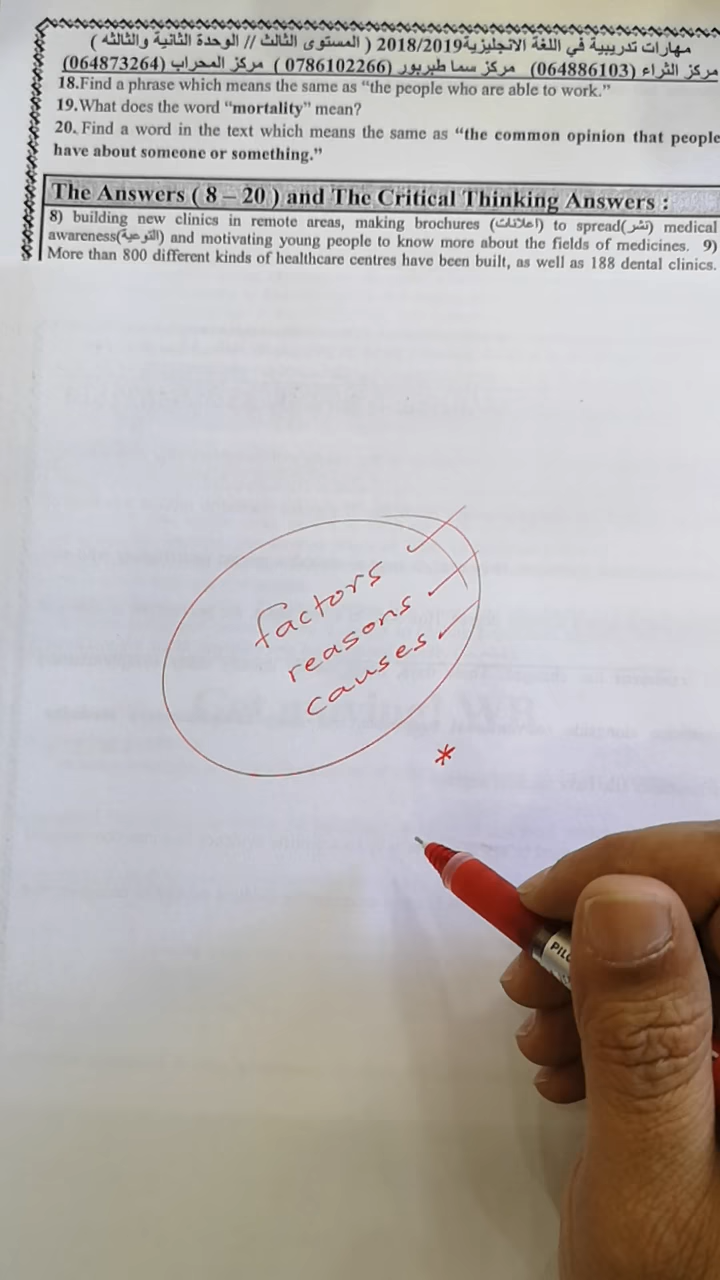 مهارات تدريبية في اللغة الانجليزية 2018/2019 ( المستوى الثالث // الوحدة الثانية والثالثه )
مركز الثراء (064886103) مركز سما طبربور (0786102266 ) مركز المحراب (064873264)
18.Find a phrase which means the same as “the people who are able to work.”
19.What does the word “mortality” mean?
20. Find a word in the text which means the same as “the common opinion that people
have about someone or something.”
The Answers ( 8 – 20 ) and The Critical Thinking Answers :
8) building new clinics in remote areas, making brochures (اعلانات) to spread(نشر) medical
awareness(التوعية) and motivating young people to know more about the fields of medicines. 9)
More than 800 different kinds of healthcare centres have been built, as well as 188 dental clinics.
factors
reasons
causes
*
PILO